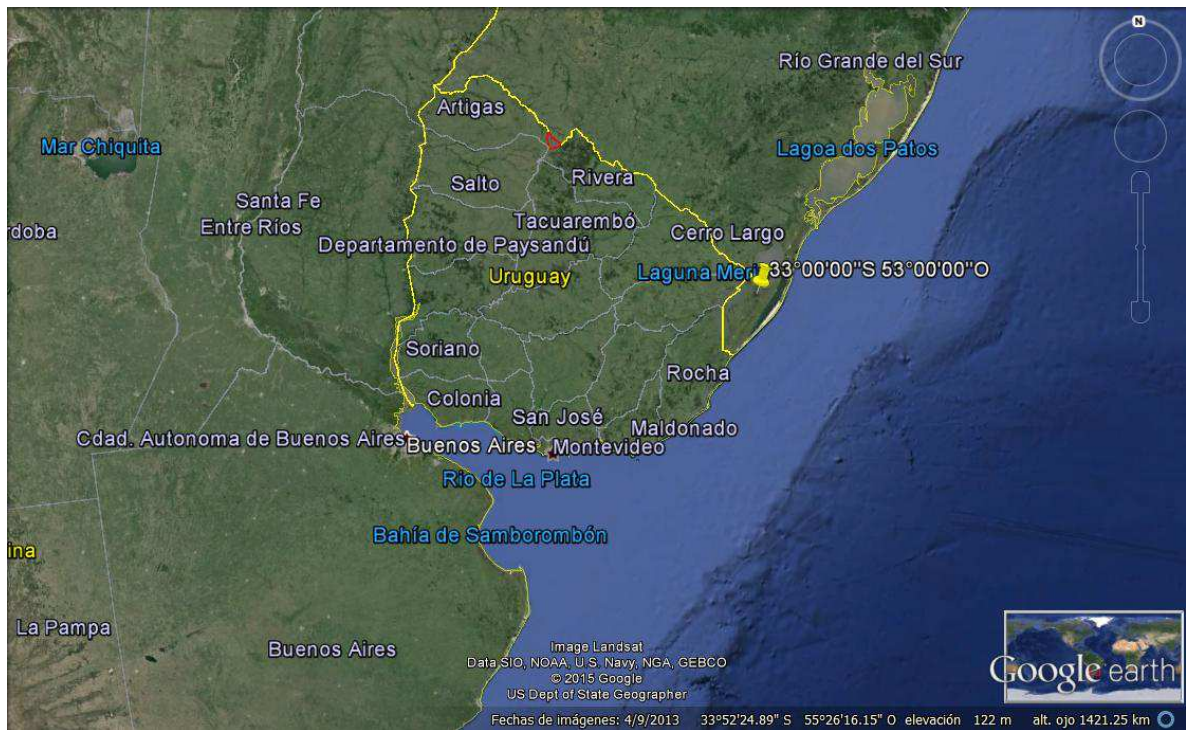 N
Río Grande del Sur
Artigas
Mar Chiquita
Lagoa dos Patos
Salto
Rivera
Santa Fe
Tacuarembó
Entre Ríos
rdoba
Cerro Largo
Departamento de Paysandú
Uruguay
Laguna Meri
33°00'00"S 53°00'00"O
Soriano
Rocha
Colonia
San José
Maldonado
Cdad. Autonoma de Buenos Aires
Buenos Aires
Montevideo
Rio de La Plata
Bahía de Samborombón
ina
La Pampa
Buenos Aires
Image Landsat
Data SIO, NOAA, U.S. Navy, NGA, GEBCO
© 2015 Google
US Dept of State Geographer
Google earth
Fechas de imágenes: 4/9/2013 33°52'24.89" S 55°26'16.15" O elevación 122 m alt. ojo 1421.25 km